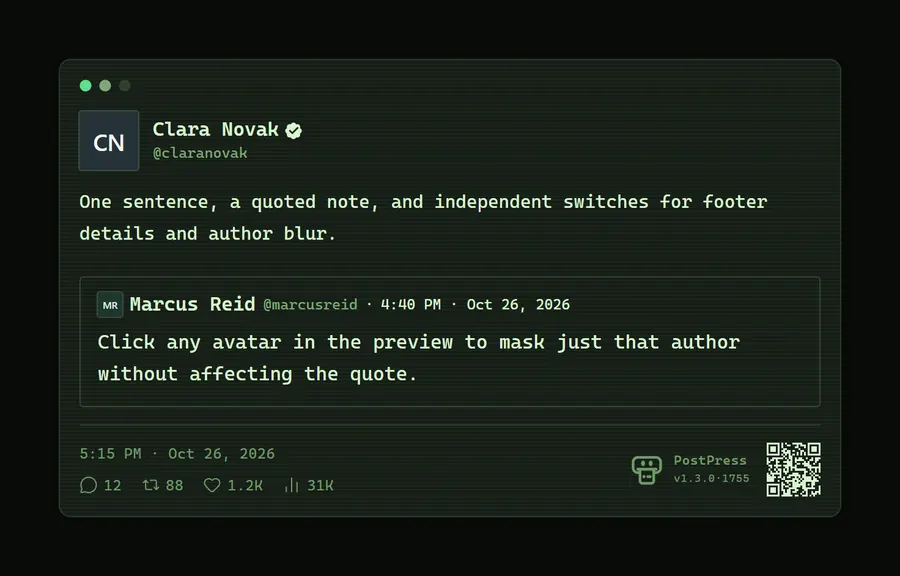 CN
Clara Novak
@claranovak
One sentence, a quoted note, and independent switches for footer
details and author blur.
MR Marcus Reid @marcusreid · 4:40 PM · Oct 26, 2026
Click any avatar in the preview to mask just that author
without affecting the quote.
5:15 PM · Oct 26, 2026
12 88 1.2K 31K
PostPress
v1.3.0·1755